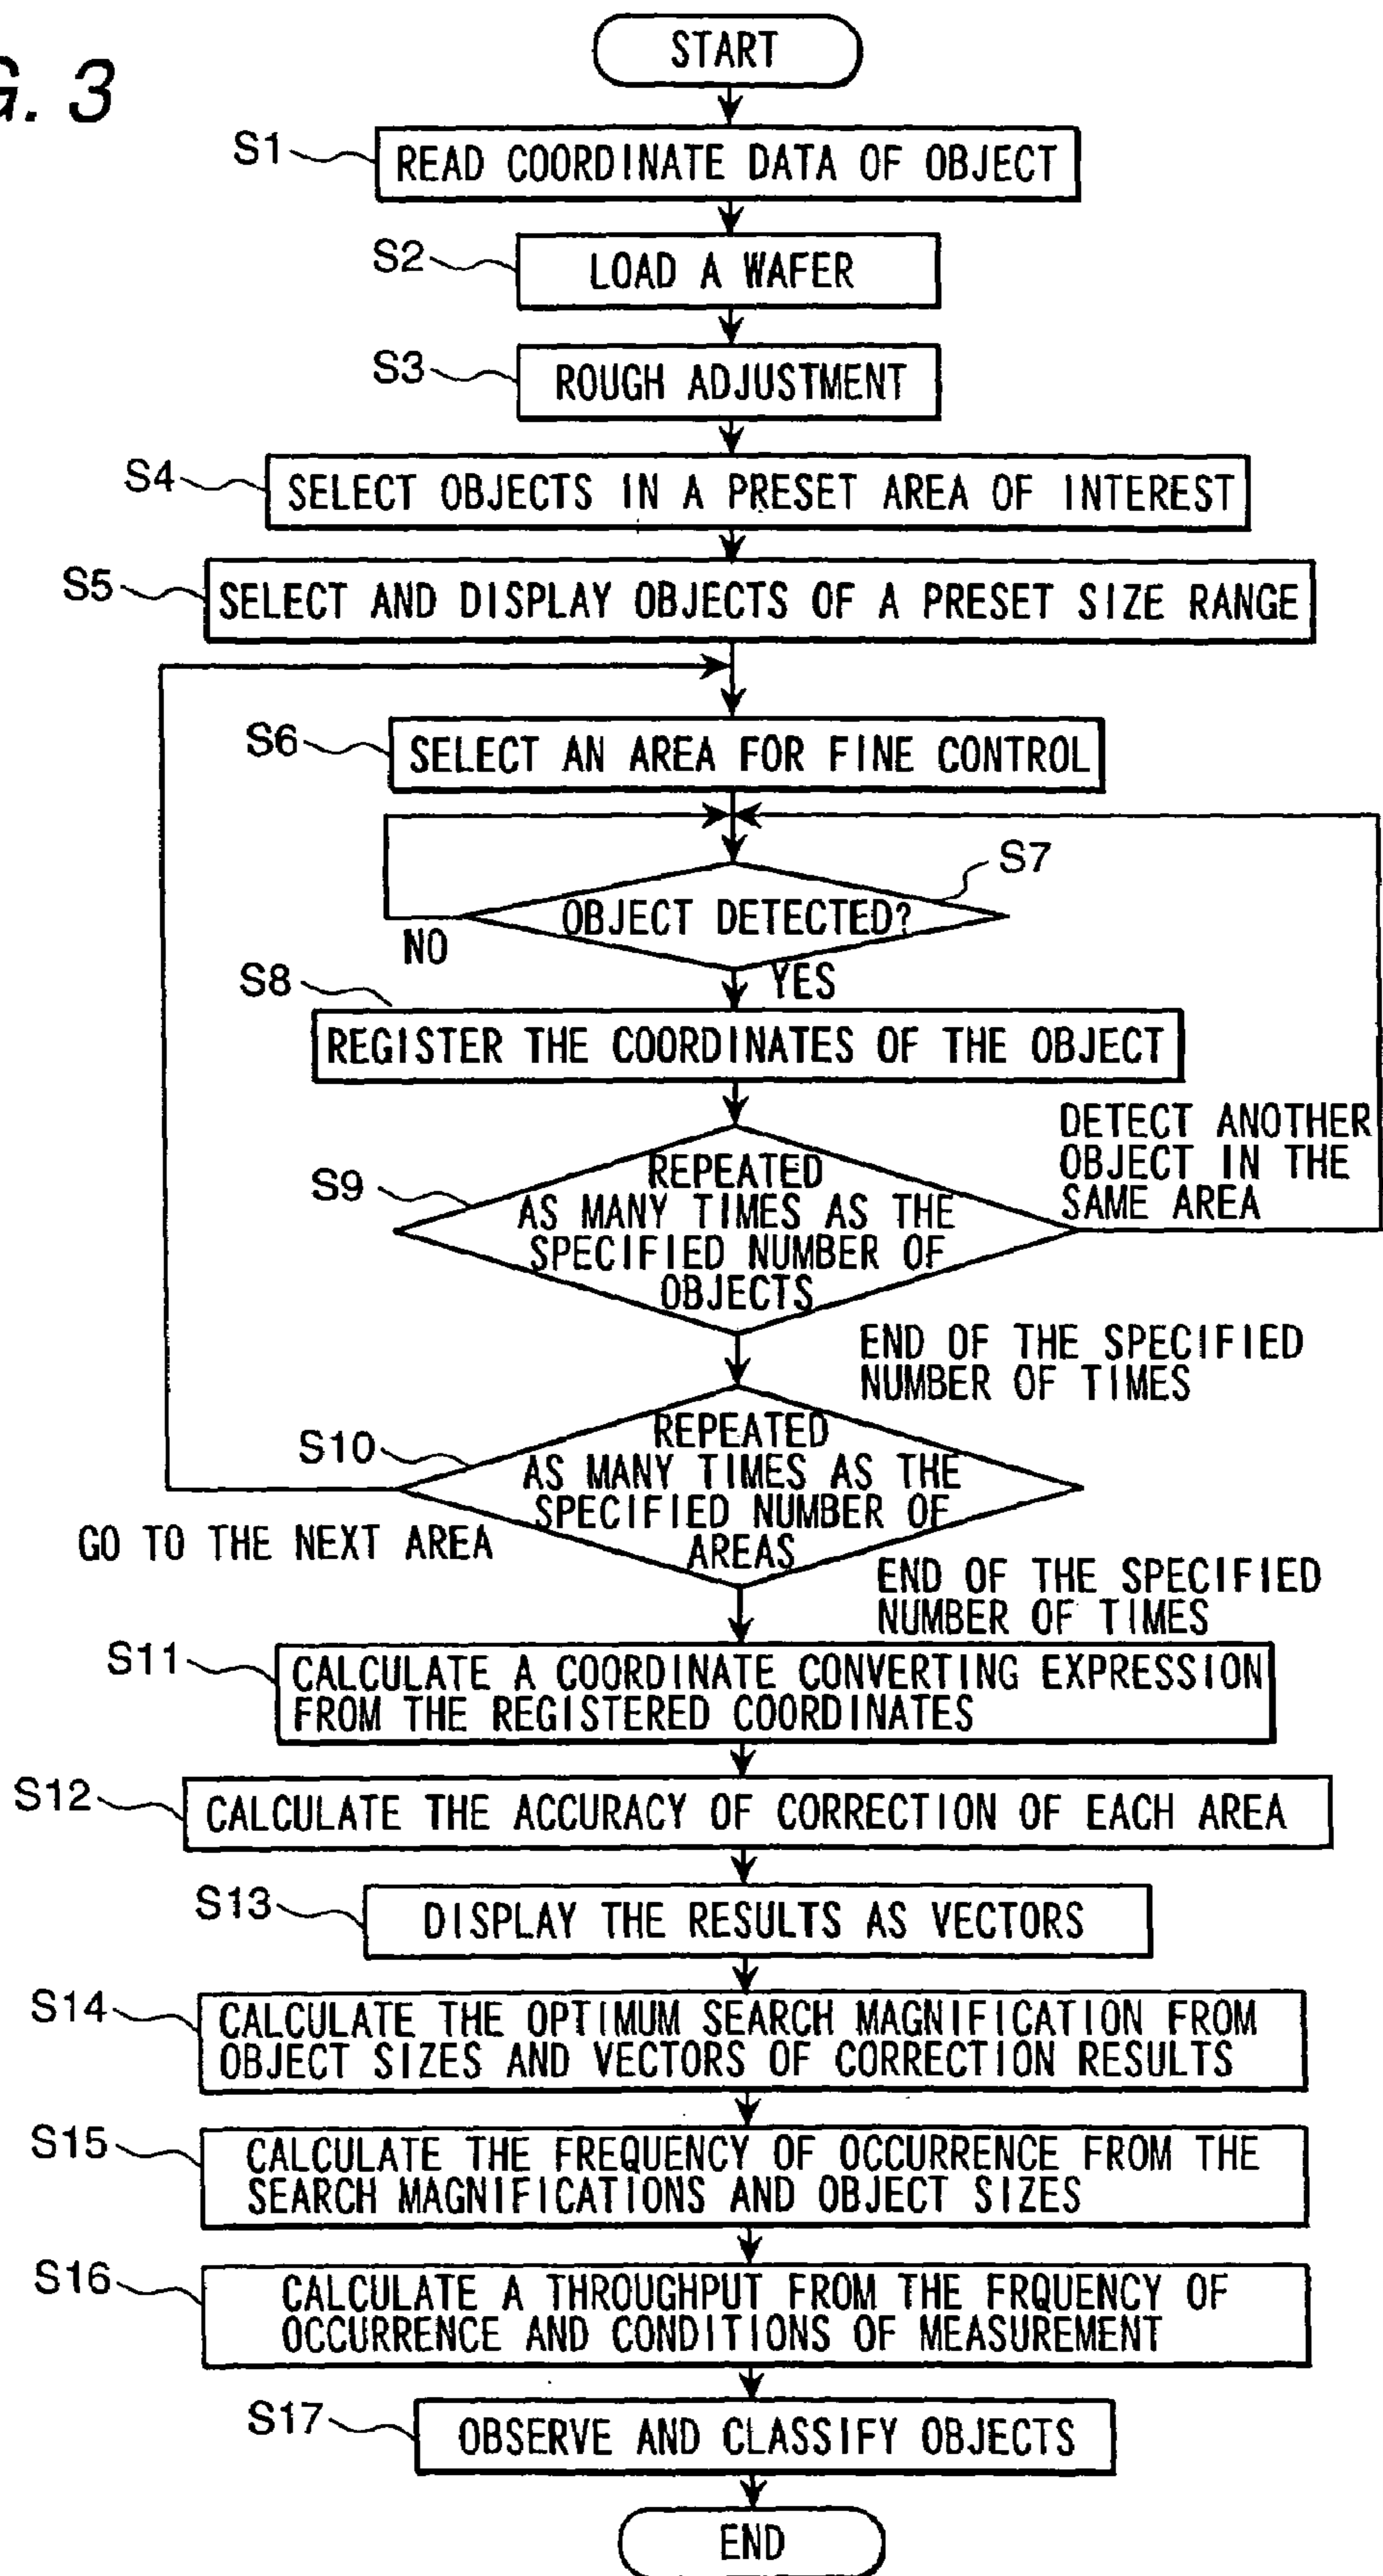 G. 3
START
S1
READ COORDINATE DATA OF OBJECT
S2
LOAD A WAFER
S3
ROUGH ADJUSTMENT
S4
SELECT OBJECTS IN A PRESET AREA OF INTEREST
S5
SELECT AND DISPLAY OBJECTS OF A PRESET SIZE RANGE
S6
SELECT AN AREA FOR FINE CONTROL
S7
OBJECT DETECTED?
NO
YES
S8
REGISTER THE COORDINATES OF THE OBJECT
S9
REPEATED
AS MANY TIMES AS THE
SPECIFIED NUMBER OF
OBJECTS
DETECT ANOTHER
OBJECT IN THE
SAME AREA
END OF THE SPECIFIED
NUMBER OF TIMES
S10
REPEATED
AS MANY TIMES AS THE
SPECIFIED NUMBER OF
AREAS
GO TO THE NEXT AREA
END OF THE SPECIFIED
NUMBER OF TIMES
S11
CALCULATE A COORDINATE CONVERTING EXPRESSION
FROM THE REGISTERED COORDINATES
S12
CALCULATE THE ACCURACY OF CORRECTION OF EACH AREA
S13
DISPLAY THE RESULTS AS VECTORS
S14
CALCULATE THE OPTIMUM SEARCH MAGNIFICATION FROM
OBJECT SIZES AND VECTORS OF CORRECTION RESULTS
S15
CALCULATE THE FREQUENCY OF OCCURRENCE FROM THE
SEARCH MAGNIFICATIONS AND OBJECT SIZES
S16
CALCULATE A THROUGHPUT FROM THE FRQUENCY OF
OCCURRENCE AND CONDITIONS OF MEASUREMENT
S17
OBSERVE AND CLASSIFY OBJECTS
END